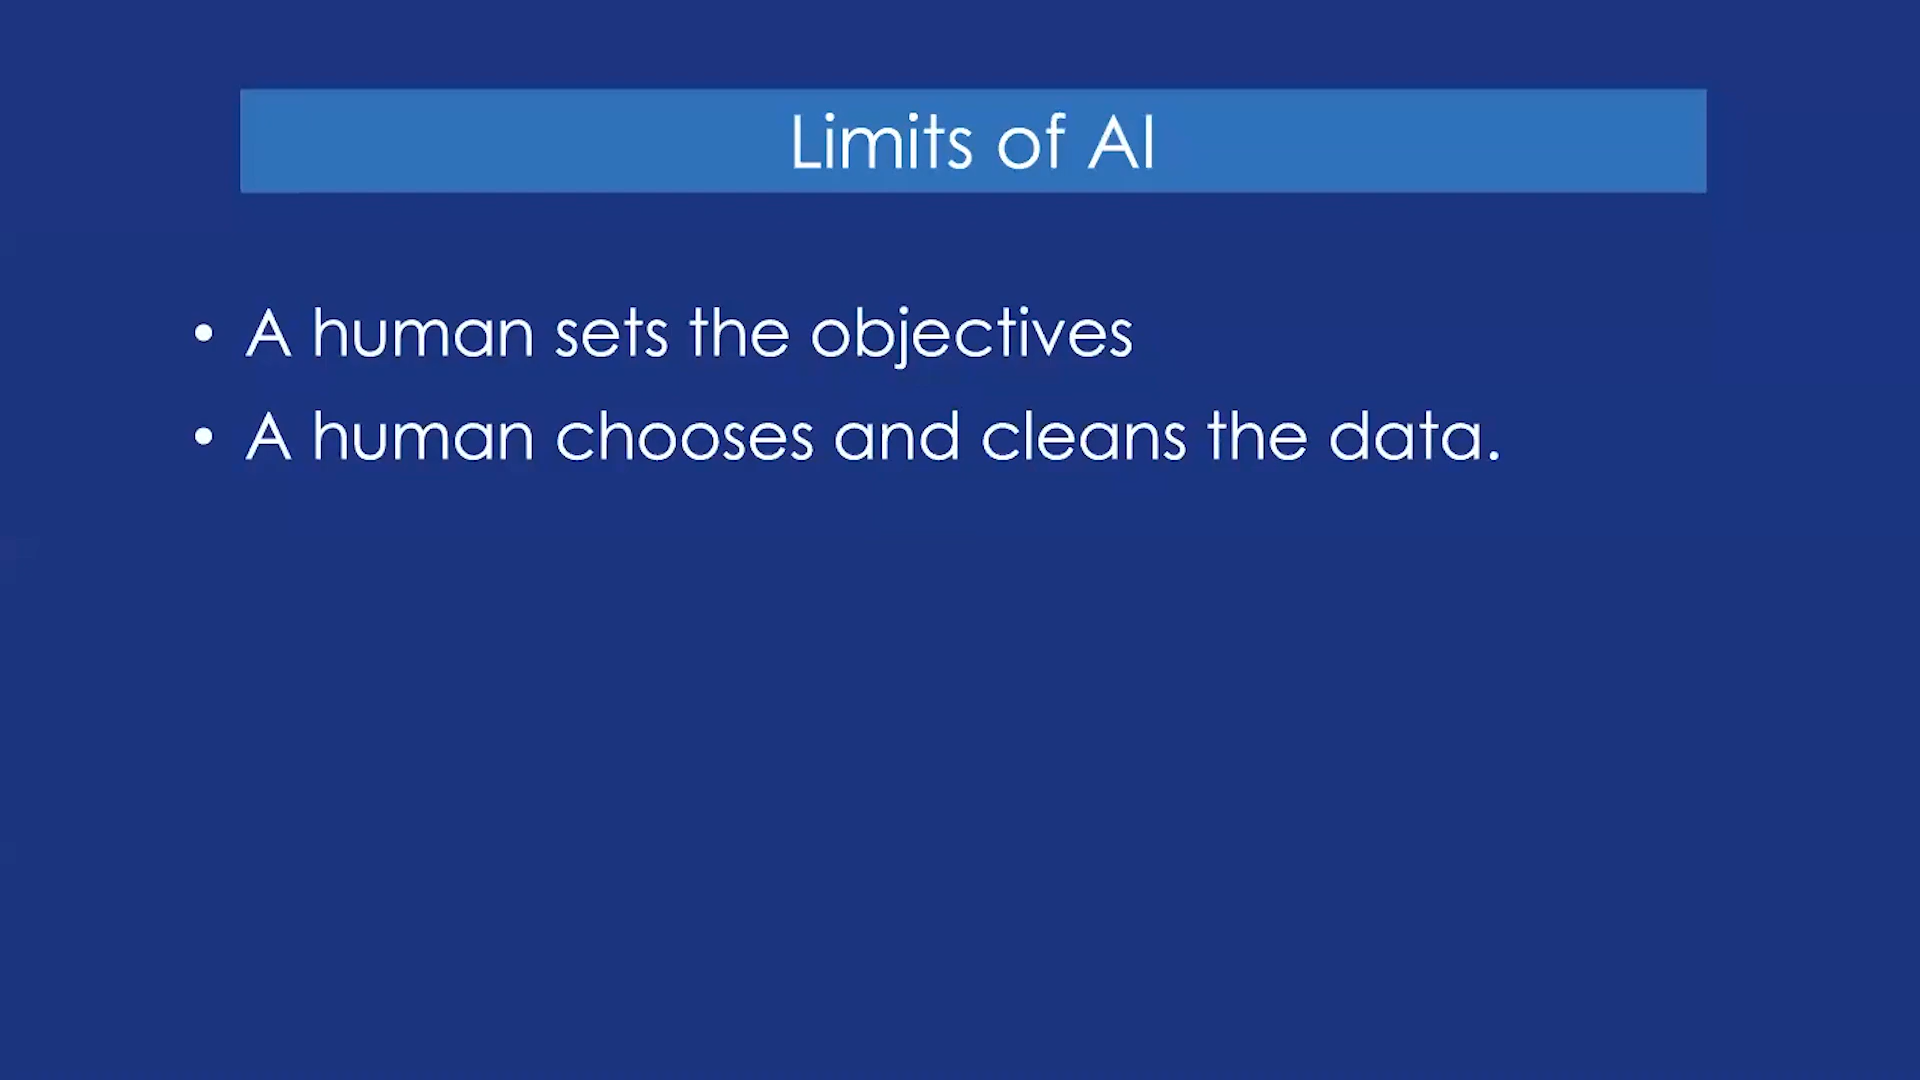 Limits of AI
• A human sets the objectives
• A human chooses and cleans the data.